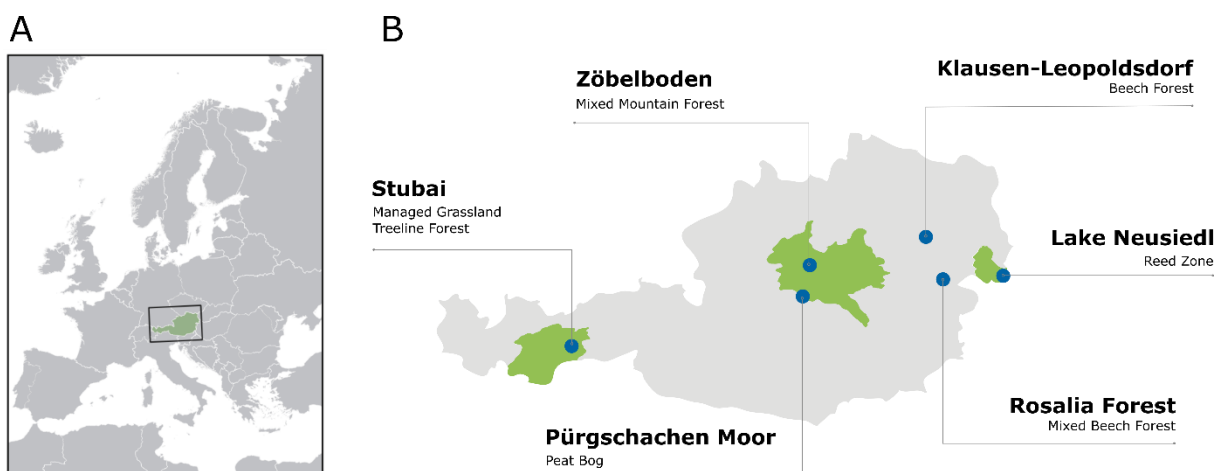 A
B
Zöbelboden
Mixed Mountain Forest
Klausen-Leopoldsdorf
Beech Forest
Stubai
Managed Grassland
Treeline Forest
Lake Neusiedl
Reed Zone
Rosalia Forest
Mixed Beech Forest
Pürgschachen Moor
Peat Bog